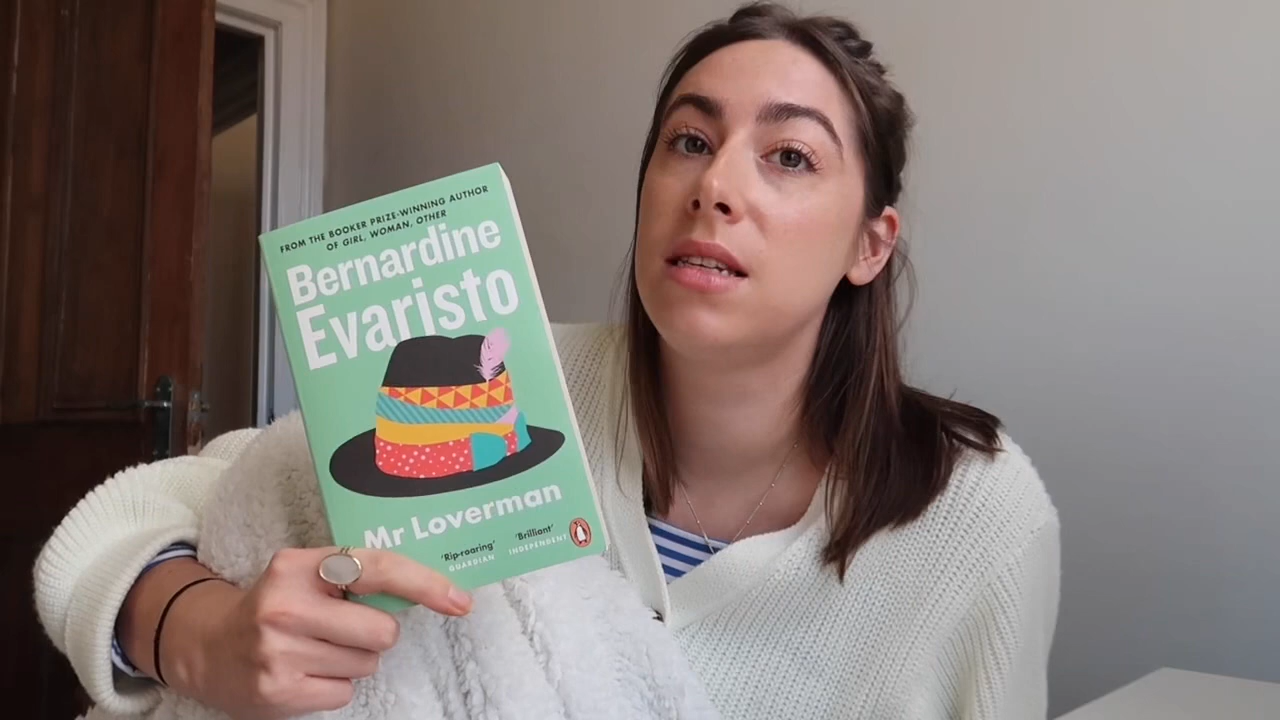 FROM THE BOOKER PRIZE-WINNING AUTHOR
OF GIRL, WOMAN, OTHER
Bernardine
Evaristo
Mr Loverman
'Rip-roaring'
GUARDIAN
'Brilliant'
INDEPENDENT